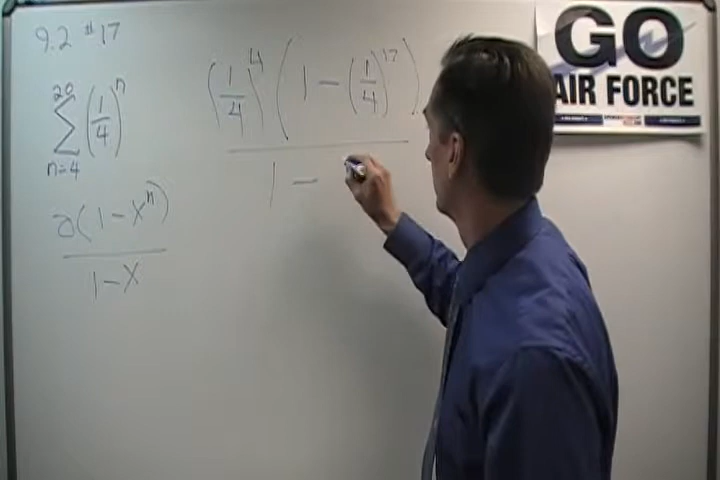 9.2 #17
20
∑ (1/4)^n
n=4
a(1-x^n)
1-x
(1/4)^4 (1-(1/4)^17)
1 -
GO
AIR FORCE